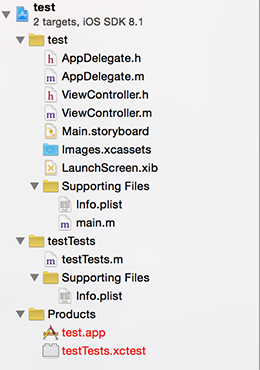 test
2 targets, iOS SDK 8.1
test
h AppDelegate.h
m AppDelegate.m
h ViewController.h
m ViewController.m
Main.storyboard
Images.xcassets
LaunchScreen.xib
Supporting Files
Info.plist
m main.m
testTests
m testTests.m
Supporting Files
Info.plist
Products
test.app
testTests.xctest